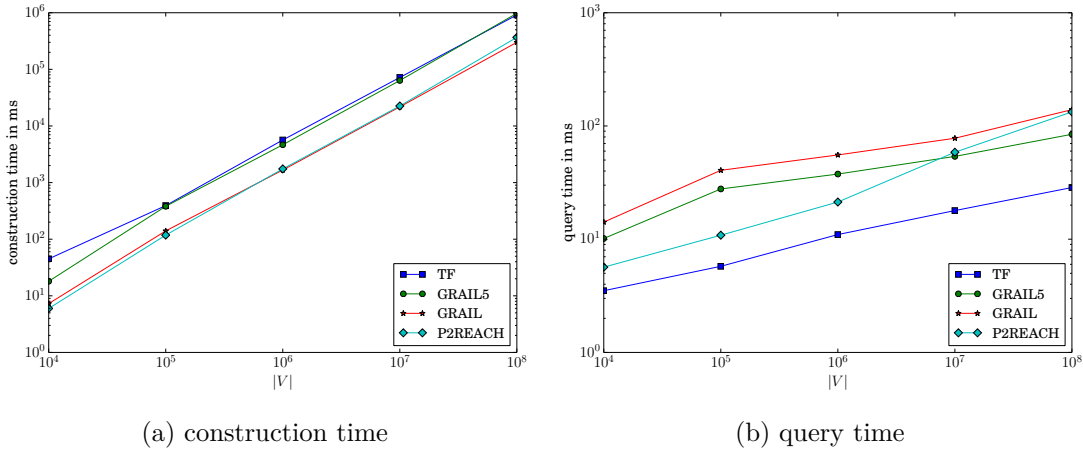 construction time in ms
10^6
10^5
10^4
10^3
10^2
10^1
10^0
10^4
10^5
10^6
10^7
10^8
|V|
TF
GRAIL5
GRAIL
P2REACH
(a) construction time
query time in ms
10^3
10^2
10^1
10^0
10^4
10^5
10^6
10^7
10^8
|V|
TF
GRAIL5
GRAIL
P2REACH
(b) query time